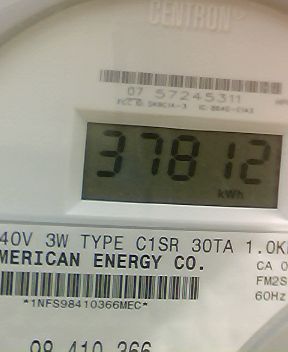 CENTRON
07 57245311
37812
kWh
40V 3W TYPE C1SR 30TA 1.0K
MERICAN ENERGY CO.
CA 0
FM2S
*1NFS98410366MEC*
60Hz
98 410 366